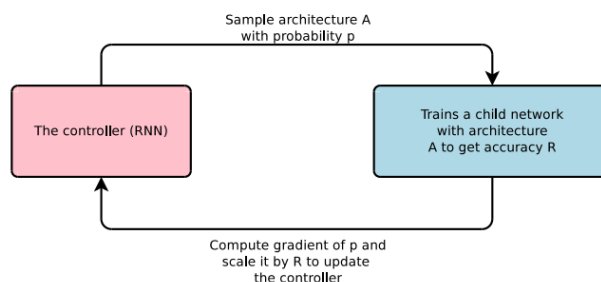 Sample architecture A
with probability p
The controller (RNN)
Trains a child network
with architecture
A to get accuracy R
Compute gradient of p and
scale it by R to update
the controller